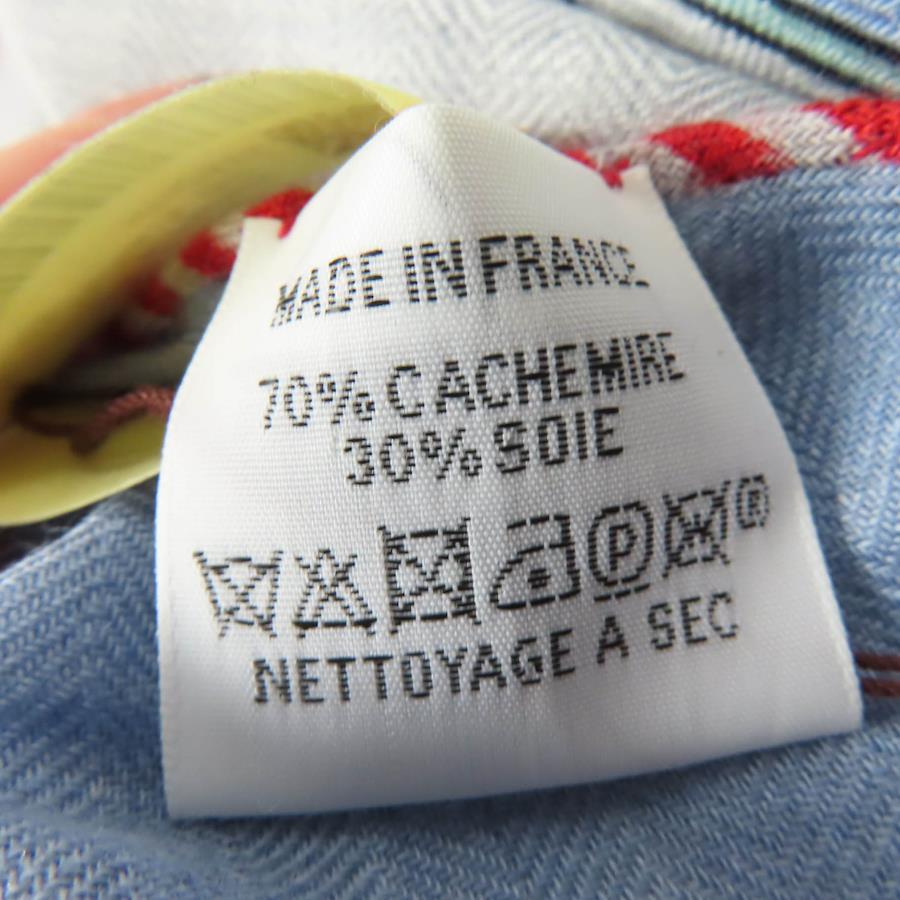 MADE IN FRANCE
70% CACHEMIRE
30% SOIE
P ®
NETTOYAGE A SEC